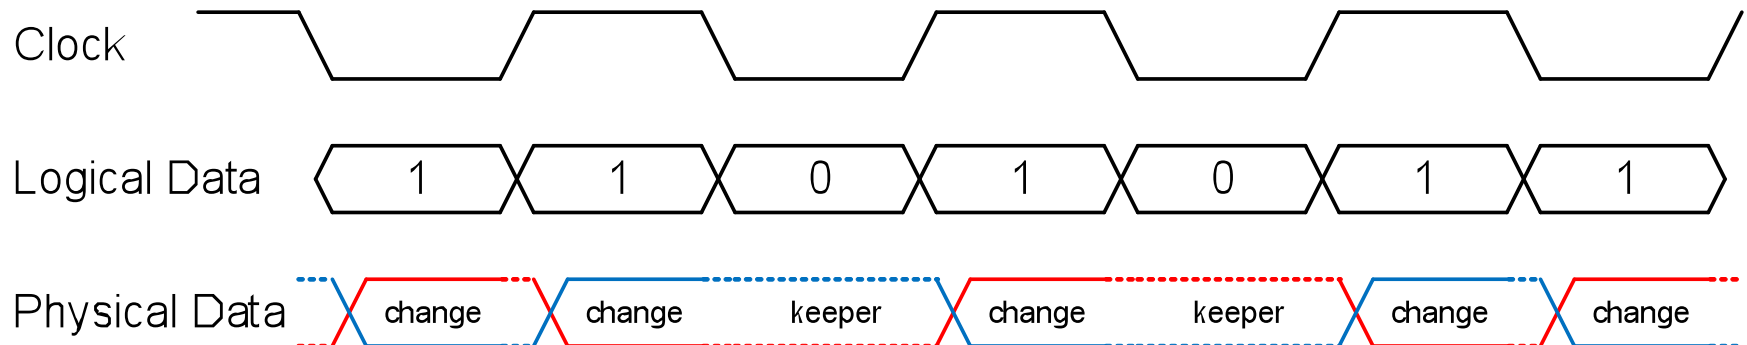 Clock
Logical Data 1 1 0 1 0 1 1
Physical Data change change keeper change keeper change change